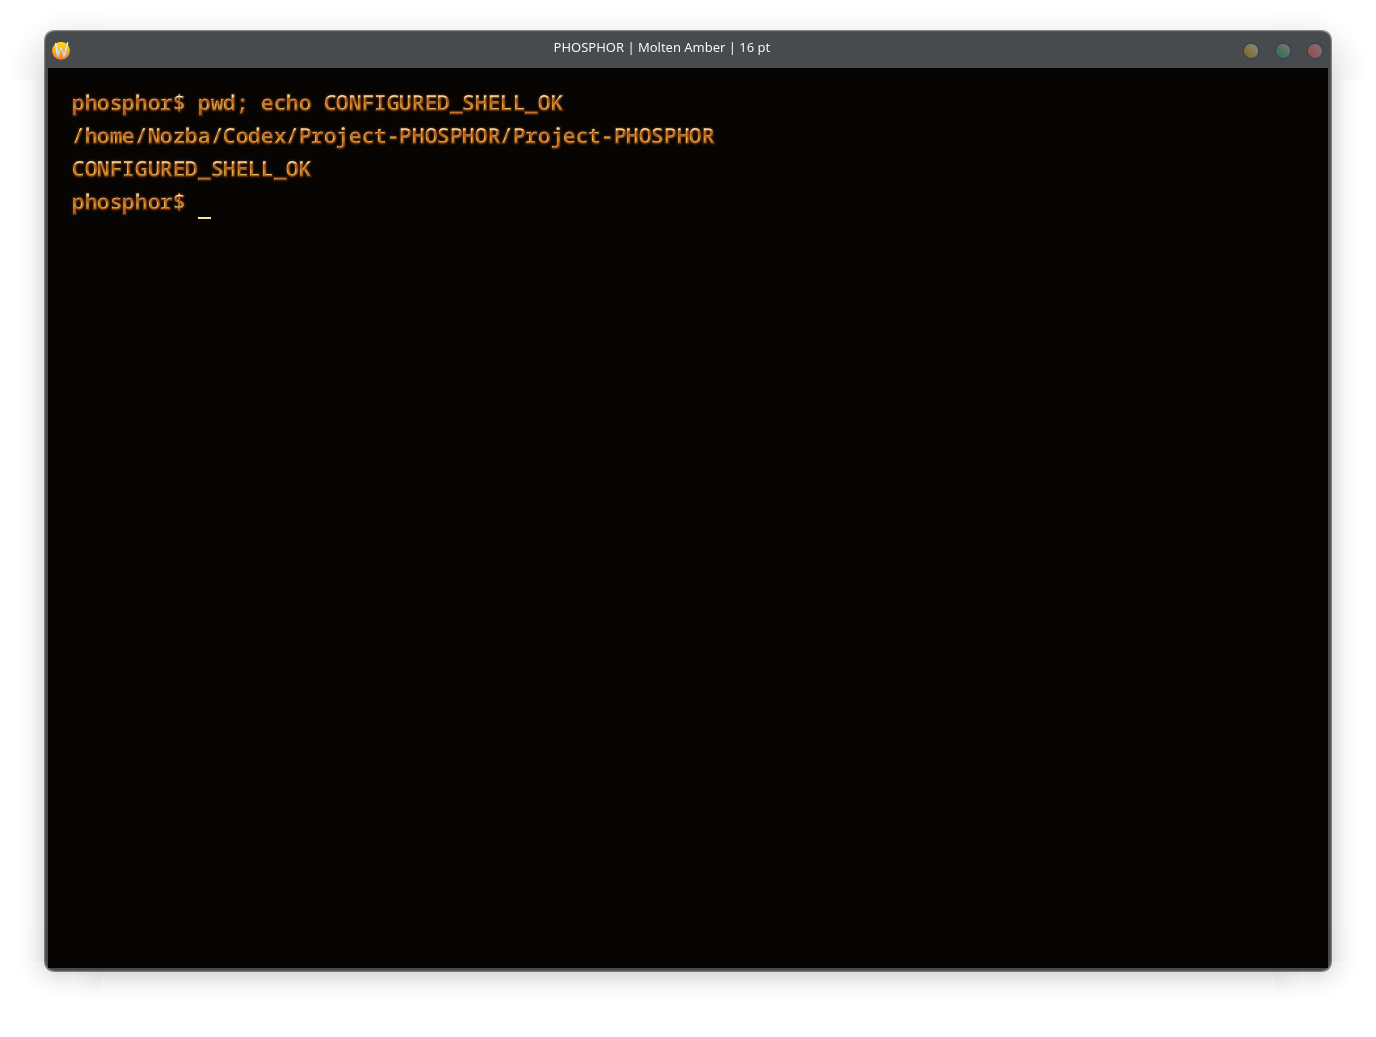 PHOSPHOR | Molten Amber | 16 pt
phosphor$ pwd; echo CONFIGURED_SHELL_OK
/home/Nozba/Codex/Project-PHOSPHOR/Project-PHOSPHOR
CONFIGURED_SHELL_OK
phosphor$ _